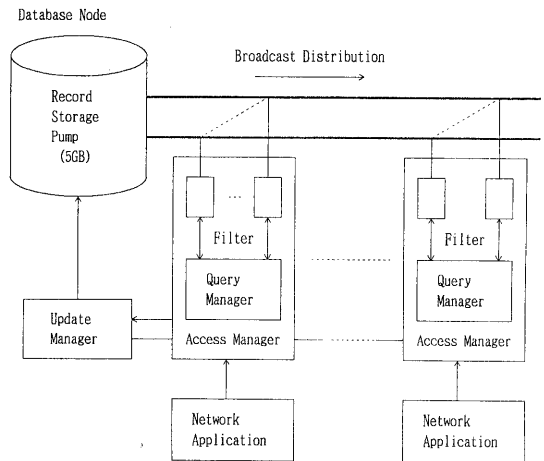 Database Node
Broadcast Distribution
Record
Storage
Pump
(5GB)
...
Filter
Filter
Query
Manager
Query
Manager
Update
Manager
Access Manager
Access Manager
Network
Application
Network
Application